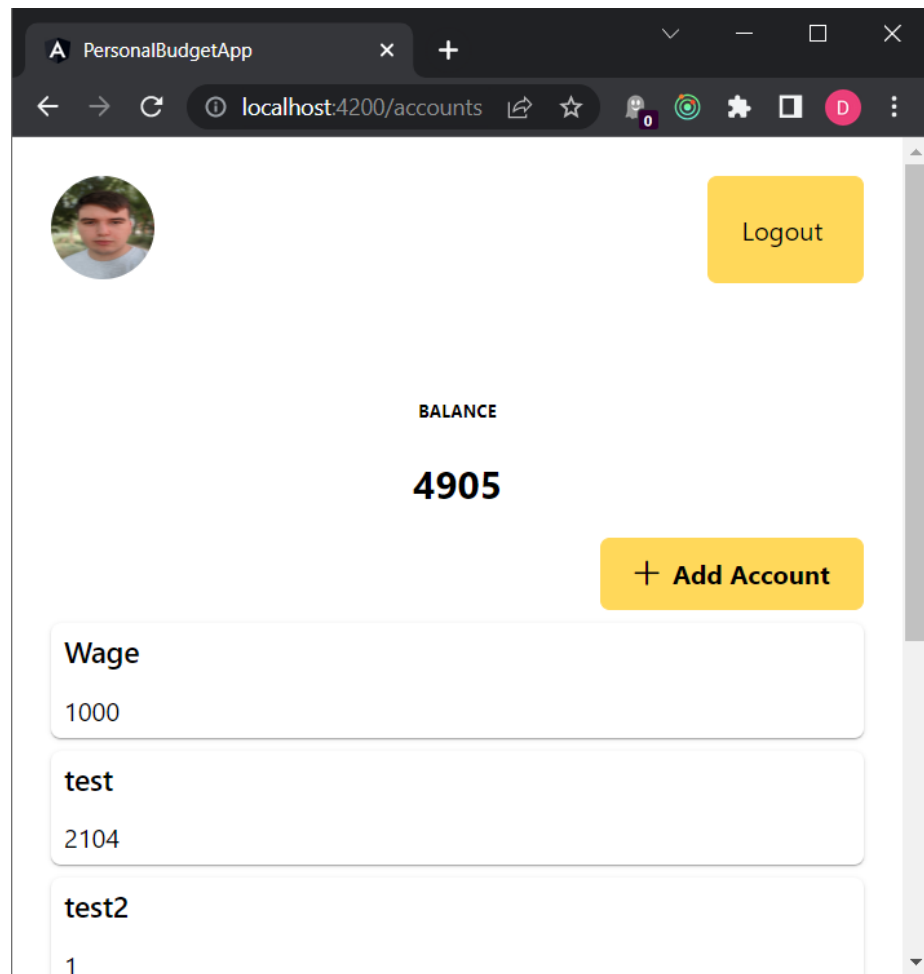 PersonalBudgetApp
localhost:4200/accounts
0
D
Logout
BALANCE
4905
Add Account
Wage
1000
test
2104
test2
1